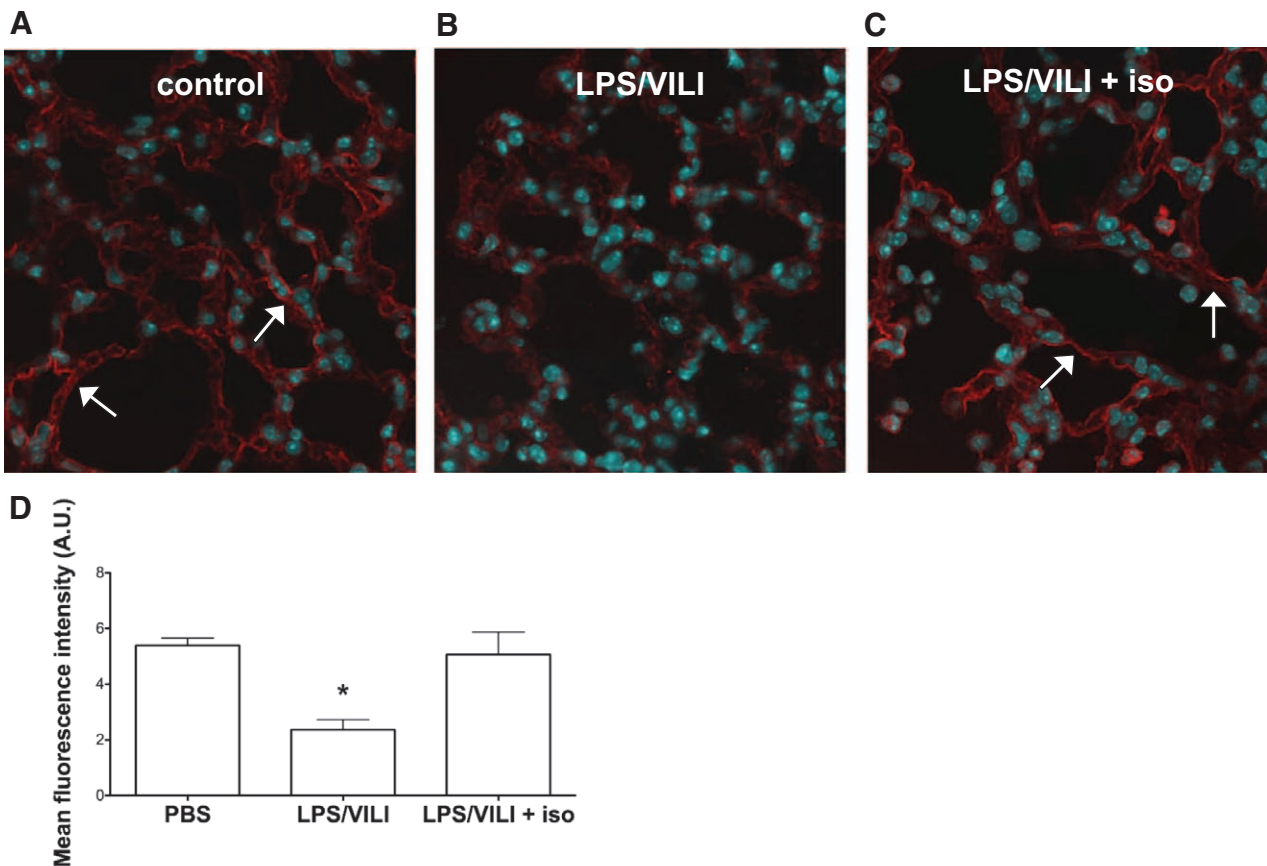 A
B
C
control
LPS/VILI
LPS/VILI + iso
D
Mean fluorescence intensity (A.U.)
8
6
4
2
0
*
PBS
LPS/VILI
LPS/VILI + iso